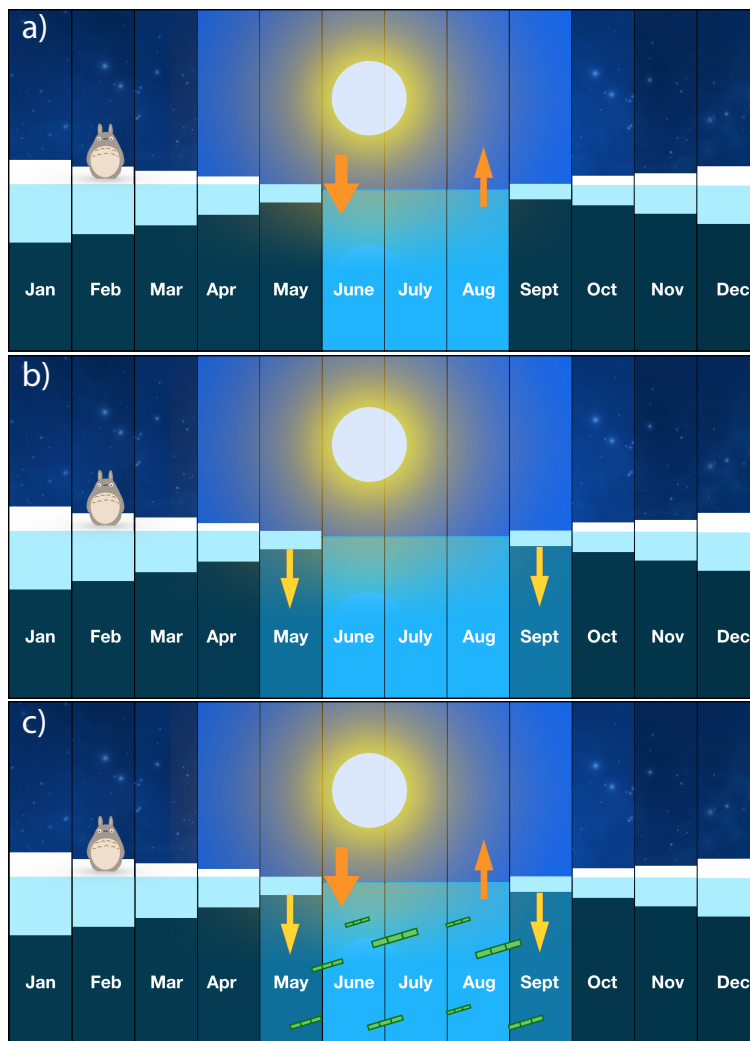 a)
Jan Feb Mar Apr May June July Aug Sept Oct Nov Dec
b)
Jan Feb Mar Apr May June July Aug Sept Oct Nov Dec
c)
Jan Feb Mar Apr May June July Aug Sept Oct Nov Dec